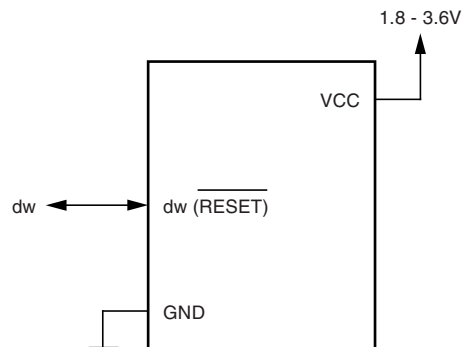 1.8 - 3.6V
VCC
dw
dw (RESET)
GND